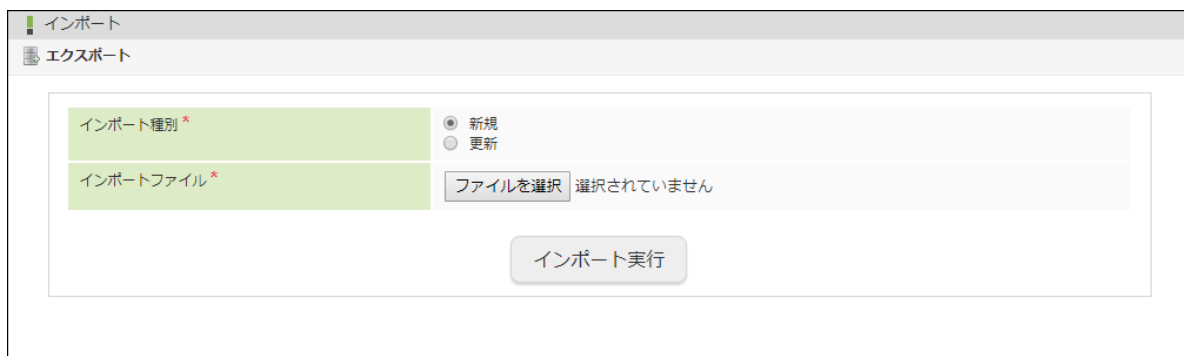 インポート
エクスポート
インポート種別*
新規
更新
インポートファイル*
ファイルを選択 選択されていません
インポート実行